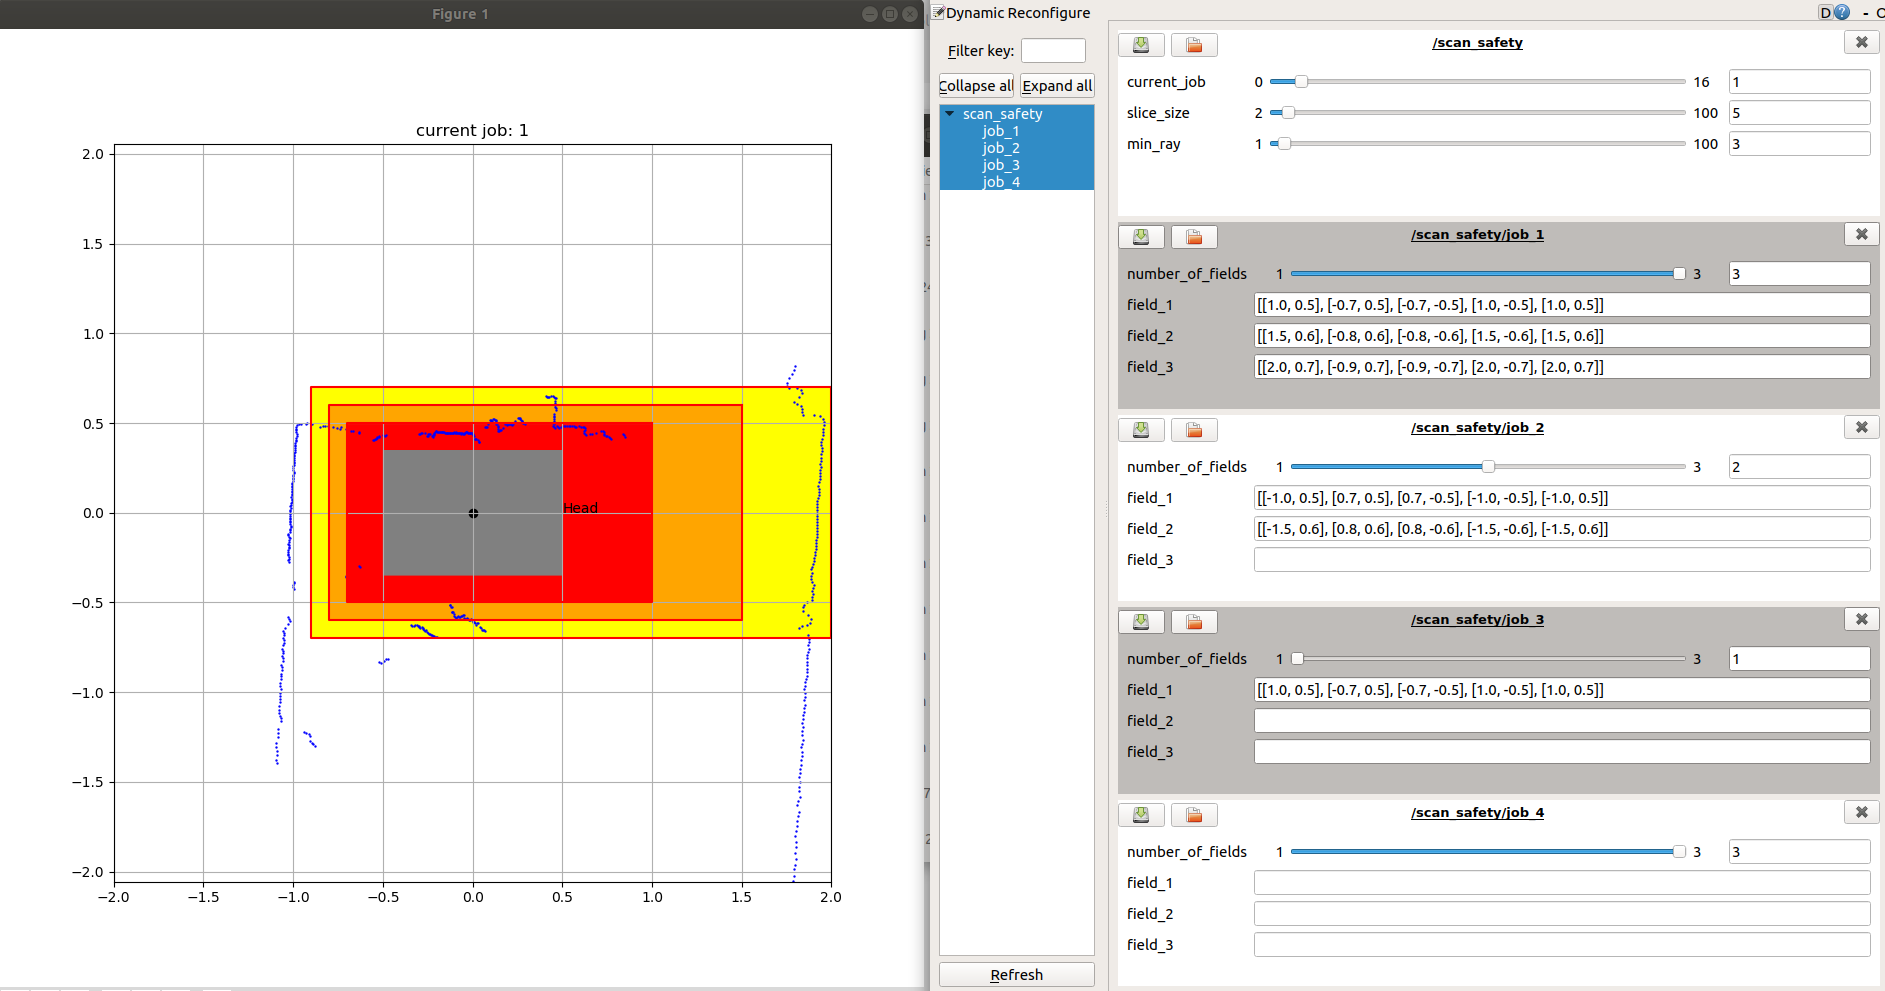 Figure 1
current job: 1
2.0
1.5
1.0
0.5
0.0
−0.5
−1.0
−1.5
−2.0
Head
−2.0 −1.5 −1.0 −0.5 0.0 0.5 1.0 1.5 2.0
Dynamic Reconfigure
D ? - O
Filter key:
Collapse all Expand all
scan_safety
job_1
job_2
job_3
job_4
Refresh
/scan_safety
current_job 0 16 1
slice_size 2 100 5
min_ray 1 100 3
/scan_safety/job_1
number_of_fields 1 3 3
field_1 [[1.0, 0.5], [-0.7, 0.5], [-0.7, -0.5], [1.0, -0.5], [1.0, 0.5]]
field_2 [[1.5, 0.6], [-0.8, 0.6], [-0.8, -0.6], [1.5, -0.6], [1.5, 0.6]]
field_3 [[2.0, 0.7], [-0.9, 0.7], [-0.9, -0.7], [2.0, -0.7], [2.0, 0.7]]
/scan_safety/job_2
number_of_fields 1 3 2
field_1 [[-1.0, 0.5], [0.7, 0.5], [0.7, -0.5], [-1.0, -0.5], [-1.0, 0.5]]
field_2 [[-1.5, 0.6], [0.8, 0.6], [0.8, -0.6], [-1.5, -0.6], [-1.5, 0.6]]
field_3
/scan_safety/job_3
number_of_fields 1 3 1
field_1 [[1.0, 0.5], [-0.7, 0.5], [-0.7, -0.5], [1.0, -0.5], [1.0, 0.5]]
field_2
field_3
/scan_safety/job_4
number_of_fields 1 3 3
field_1
field_2
field_3